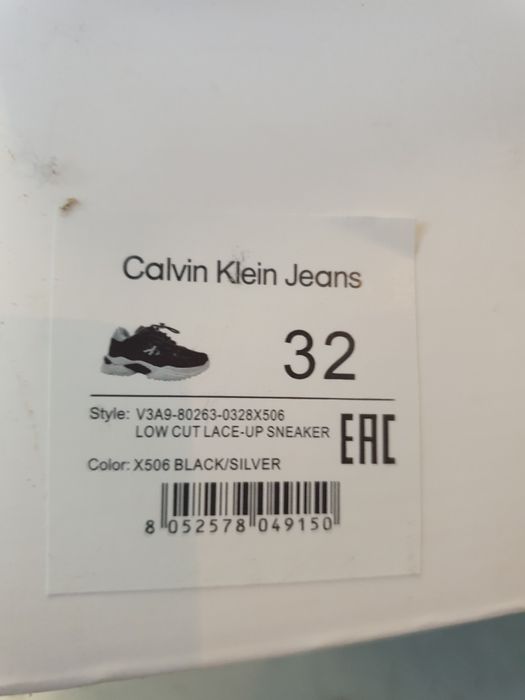 Calvin Klein Jeans
32
Style: V3A9-80263-0328X506
LOW CUT LACE-UP SNEAKER
EAC
Color: X506 BLACK/SILVER
8 052578 049150